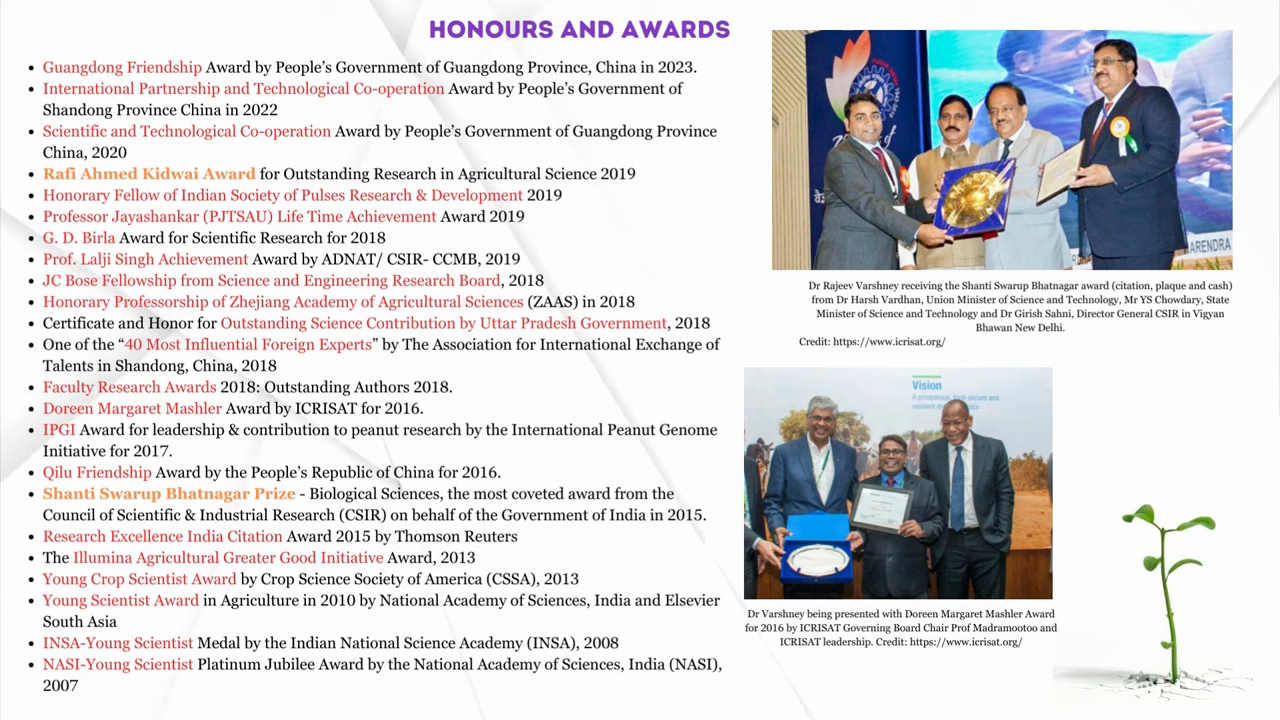 HONOURS AND AWARDS
• Guangdong Friendship Award by People’s Government of Guangdong Province, China in 2023.
• International Partnership and Technological Co-operation Award by People’s Government of
Shandong Province China in 2022
• Scientific and Technological Co-operation Award by People’s Government of Guangdong Province
China, 2020
• Rafi Ahmed Kidwai Award for Outstanding Research in Agricultural Science 2019
• Honorary Fellow of Indian Society of Pulses Research & Development 2019
• Professor Jayashankar (PJTSAU) Life Time Achievement Award 2019
• G. D. Birla Award for Scientific Research for 2018
• Prof. Lalji Singh Achievement Award by ADNAT/ CSIR- CCMB, 2019
• JC Bose Fellowship from Science and Engineering Research Board, 2018
• Honorary Professorship of Zhejiang Academy of Agricultural Sciences (ZAAS) in 2018
• Certificate and Honor for Outstanding Science Contribution by Uttar Pradesh Government, 2018
• One of the “40 Most Influential Foreign Experts” by The Association for International Exchange of
Talents in Shandong, China, 2018
• Faculty Research Awards 2018: Outstanding Authors 2018.
• Doreen Margaret Mashler Award by ICRISAT for 2016.
• IPGI Award for leadership & contribution to peanut research by the International Peanut Genome
Initiative for 2017.
• Qilu Friendship Award by the People’s Republic of China for 2016.
• Shanti Swarup Bhatnagar Prize - Biological Sciences, the most coveted award from the
Council of Scientific & Industrial Research (CSIR) on behalf of the Government of India in 2015.
• Research Excellence India Citation Award 2015 by Thomson Reuters
• The Illumina Agricultural Greater Good Initiative Award, 2013
• Young Crop Scientist Award by Crop Science Society of America (CSSA), 2013
• Young Scientist Award in Agriculture in 2010 by National Academy of Sciences, India and Elsevier
South Asia
• INSA-Young Scientist Medal by the Indian National Science Academy (INSA), 2008
• NASI-Young Scientist Platinum Jubilee Award by the National Academy of Sciences, India (NASI),
2007
ARENDRA
Dr Rajeev Varshney receiving the Shanti Swarup Bhatnagar award (citation, plaque and cash)
from Dr Harsh Vardhan, Union Minister of Science and Technology, Mr YS Chowdary, State
Minister of Science and Technology and Dr Girish Sahni, Director General CSIR in Vigyan
Bhawan New Delhi.
Credit: https://www.icrisat.org/
Vision
A prosperous, food-secure and
resilient
Dr Varshney being presented with Doreen Margaret Mashler Award
for 2016 by ICRISAT Governing Board Chair Prof Madramootoo and
ICRISAT leadership. Credit: https://www.icrisat.org/